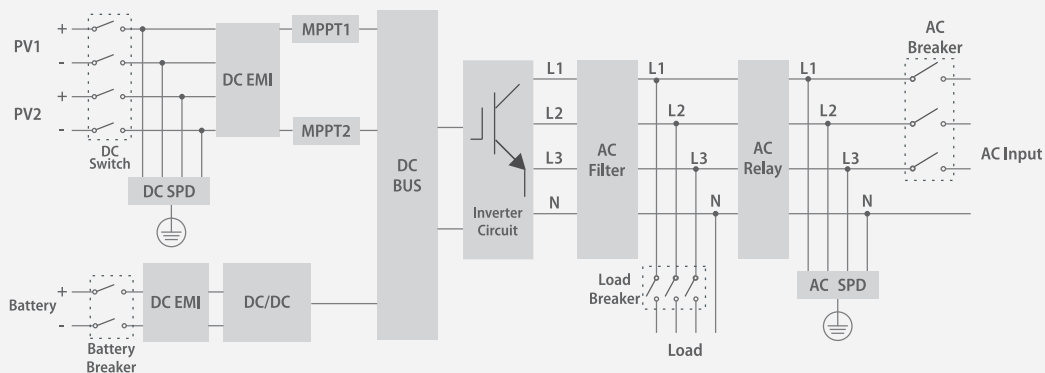 PV1
+
-
PV2
+
-
DC
Switch
DC SPD
DC EMI
MPPT1
MPPT2
Battery
+
-
Battery
Breaker
DC EMI
DC/DC
DC
BUS
Inverter
Circuit
L1
L2
L3
N
AC
Filter
L1
L2
L3
N
Load
Breaker
Load
AC
Relay
L1
L2
L3
N
AC SPD
AC
Breaker
AC Input